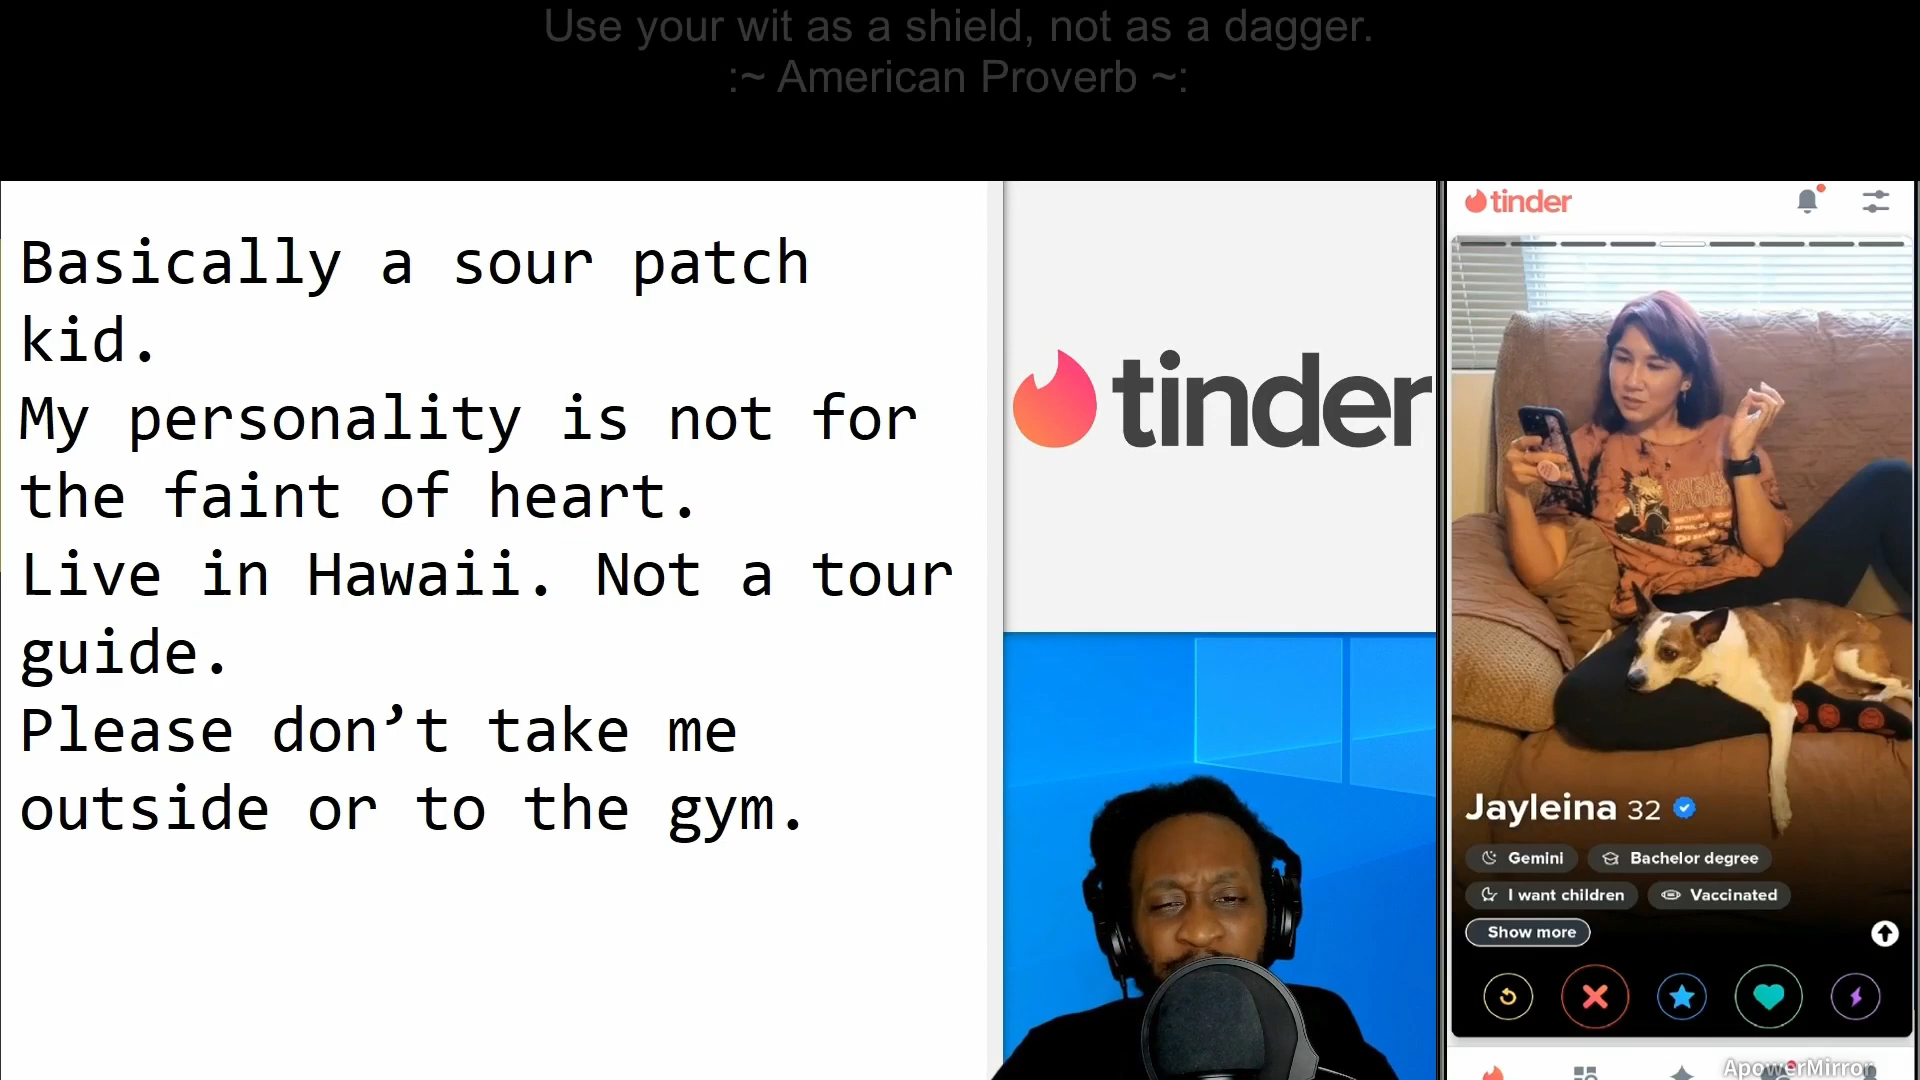 Use your wit as a shield, not as a dagger.
:~ American Proverb ~:
Basically a sour patch
kid.
My personality is not for
the faint of heart.
Live in Hawaii. Not a tour
guide.
Please don’t take me
outside or to the gym.
tinder
tinder
Jayleina 32
Gemini
Bachelor degree
I want children
Vaccinated
Show more
ApowerMirror